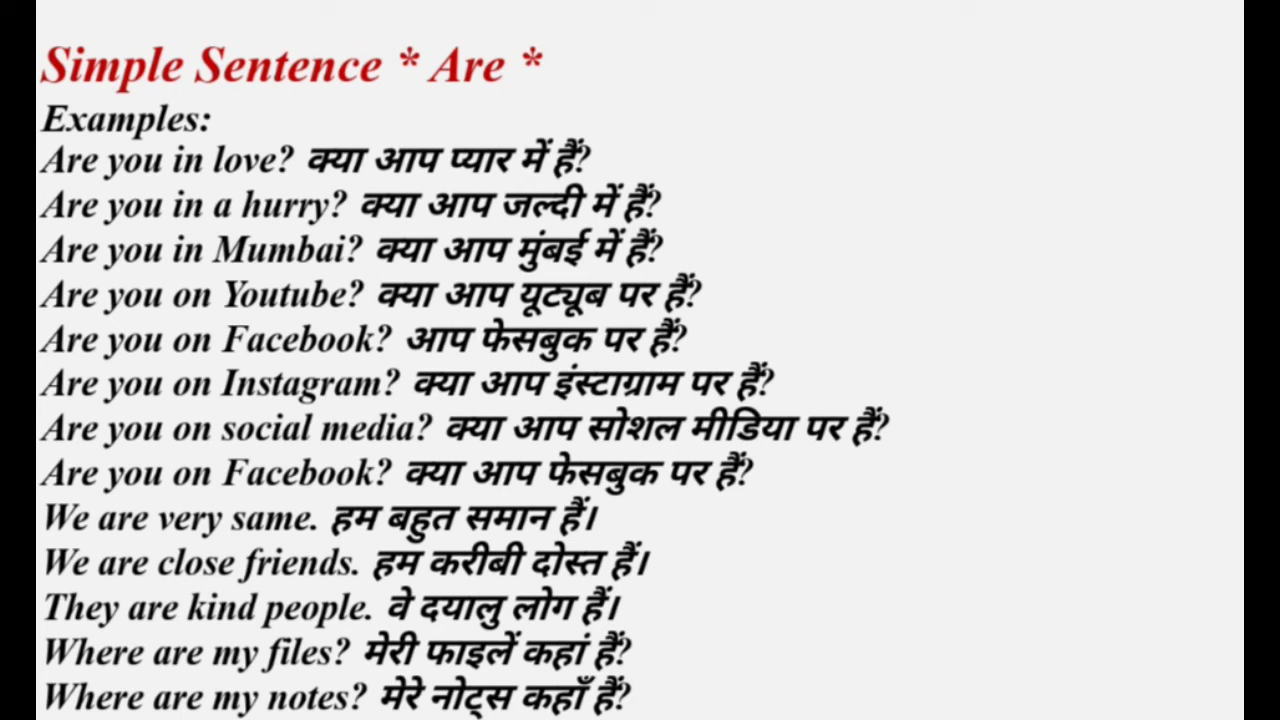 Simple Sentence * Are *
Examples:
Are you in love? क्या आप प्यार में हैं?
Are you in a hurry? क्या आप जल्दी में हैं?
Are you in Mumbai? क्या आप मुंबई में हैं?
Are you on Youtube? क्या आप यूट्यूब पर हैं?
Are you on Facebook? आप फेसबुक पर हैं?
Are you on Instagram? क्या आप इंस्टाग्राम पर हैं?
Are you on social media? क्या आप सोशल मीडिया पर हैं?
Are you on Facebook? क्या आप फेसबुक पर हैं?
We are very same. हम बहुत समान हैं।
We are close friends. हम करीबी दोस्त हैं।
They are kind people. वे दयालु लोग हैं।
Where are my files? मेरी फाइलें कहां हैं?
Where are my notes? मेरे नोट्स कहाँ हैं?